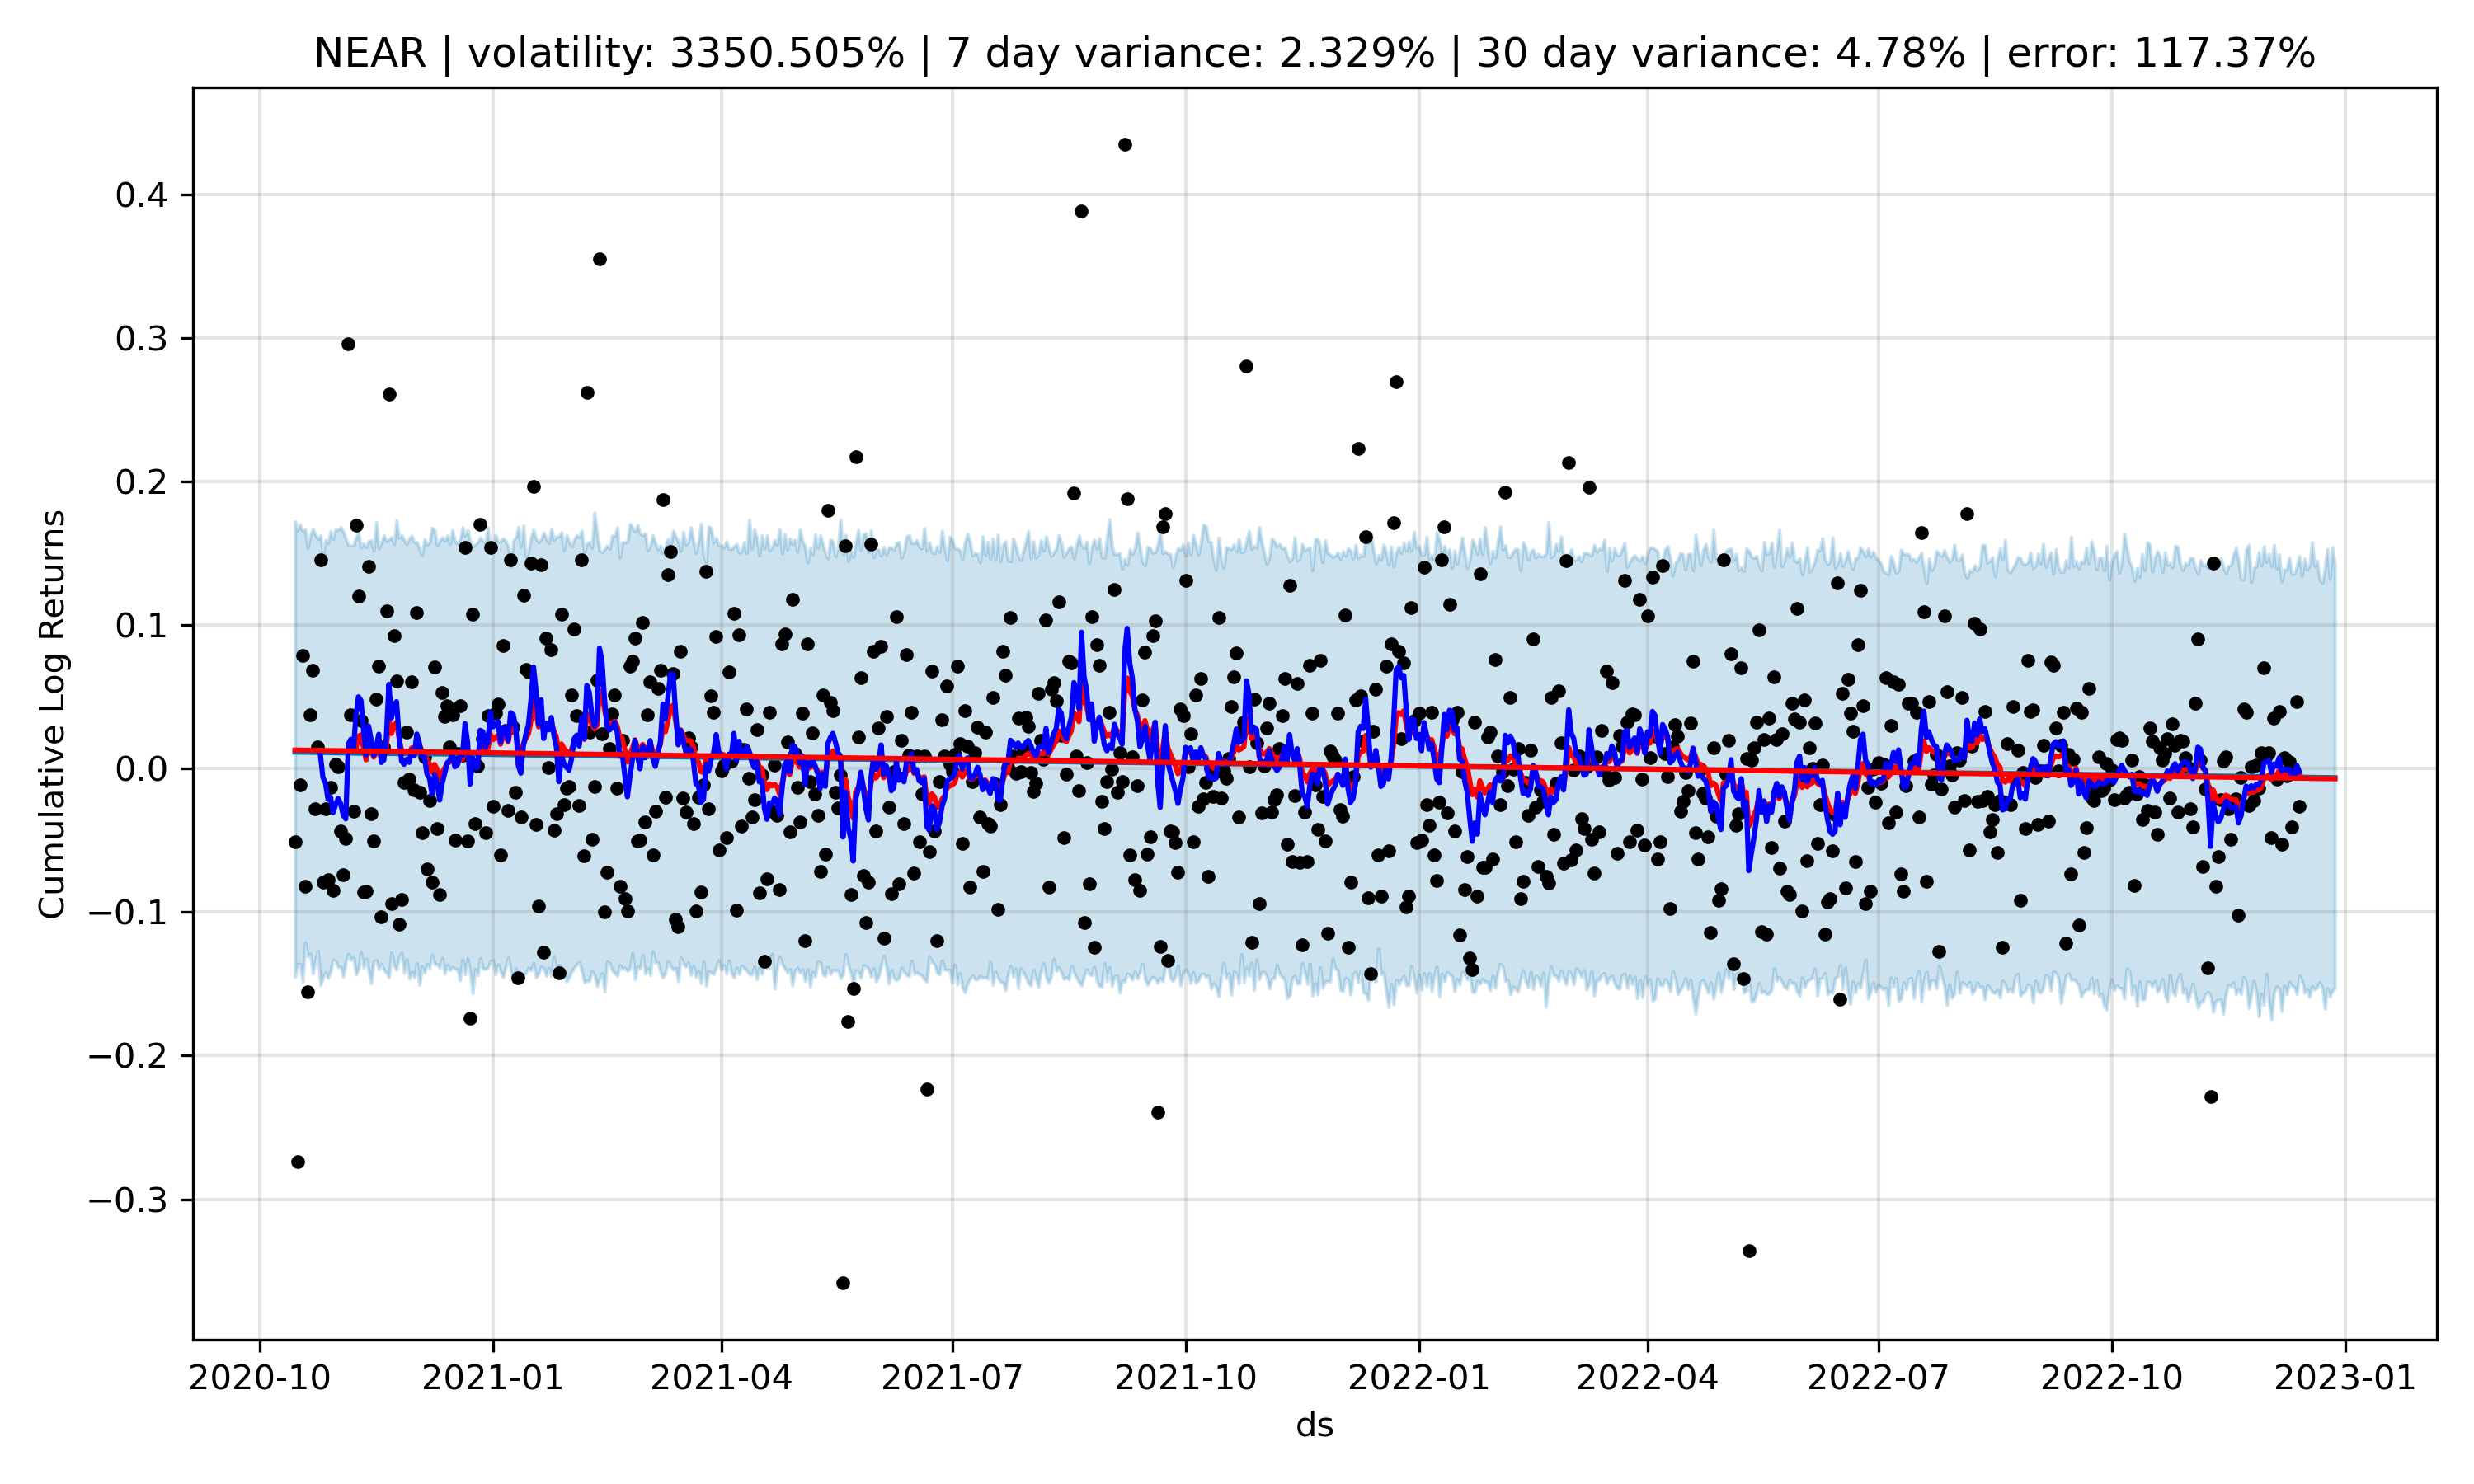 NEAR | volatility: 3350.505% | 7 day variance: 2.329% | 30 day variance: 4.78% | error: 117.37%
Cumulative Log Returns
0.4
0.3
0.2
0.1
0.0
−0.1
−0.2
−0.3
2020-10 2021-01 2021-04 2021-07 2021-10 2022-01 2022-04 2022-07 2022-10 2023-01
ds